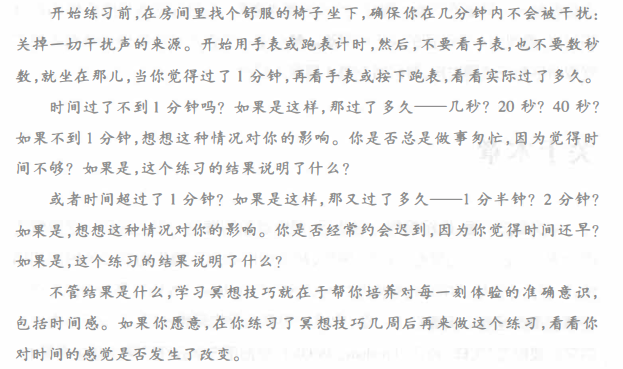 开始练习前,在房间里找个舒服的椅子坐下,确保你在几分钟内不会被干扰:
关掉一切干扰声的来源。开始用手表或跑表计时,然后,不要看手表,也不要数秒
数,就坐在那儿,当你觉得过了1分钟,再看手表或按下跑表,看看实际过了多久。
时间过了不到1分钟吗? 如果是这样,那过了多久——几秒? 20秒? 40秒?
如果不到1分钟,想想这种情况对你的影响。你是否总是做事匆忙,因为觉得时
间不够? 如果是,这个练习的结果说明了什么?
或者时间超过了1分钟? 如果是这样,那又过了多久——1分半钟? 2分钟?
如果是,想想这种情况对你的影响。你是否经常约会迟到,因为你觉得时间还早?
如果是,这个练习的结果说明了什么?
不管结果是什么,学习冥想技巧就在于帮你培养对每一刻体验的准确意识,
包括时间感。如果你愿意,在你练习了冥想技巧几周后再来做这个练习,看看你
对时间的感觉是否发生了改变。